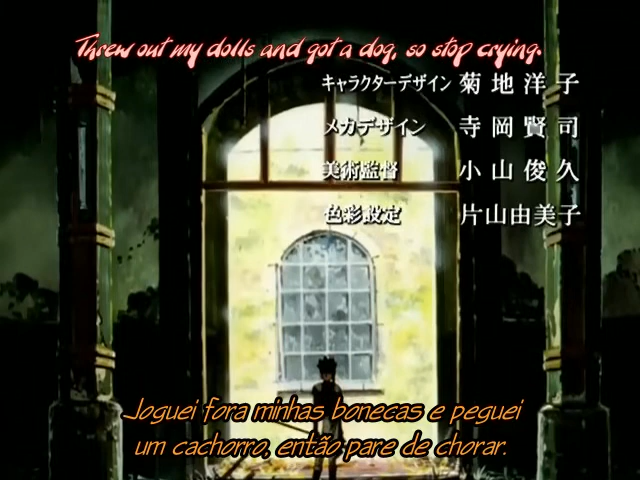 Threw out my dolls and got a dog, so stop crying.
キャラクターデザイン 菊地洋子
メカデザイン 寺岡賢司
美術監督 小山俊久
色彩設定 片山由美子
Joguei fora minhas bonecas e peguei
um cachorro, então pare de chorar.